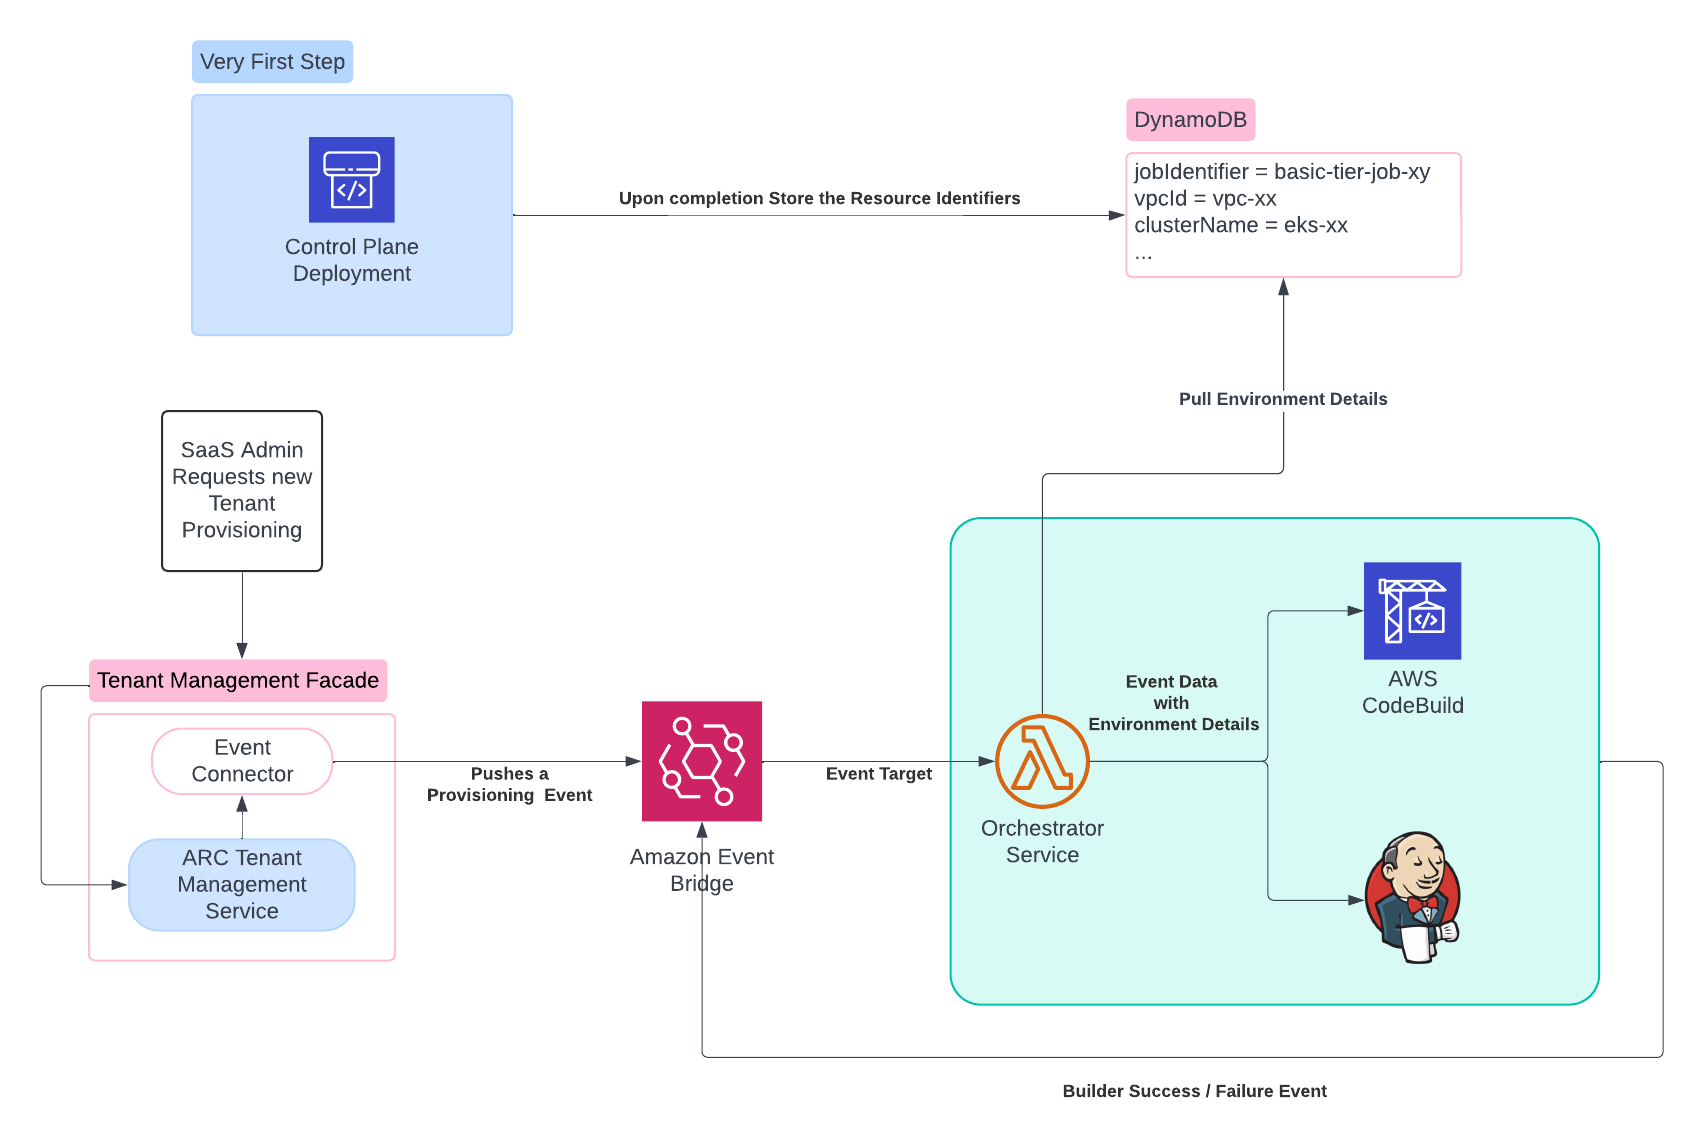 Very First Step
Control Plane
Deployment
Upon completion Store the Resource Identifiers
DynamoDB
jobIdentifier = basic-tier-job-xy
vpcId = vpc-xx
clusterName = eks-xx
...
Pull Environment Details
SaaS Admin
Requests new
Tenant
Provisioning
Tenant Management Facade
Event
Connector
ARC Tenant
Management
Service
Pushes a
Provisioning Event
Amazon Event
Bridge
Event Target
Orchestrator
Service
Event Data
with
Environment Details
AWS
CodeBuild
Builder Success / Failure Event